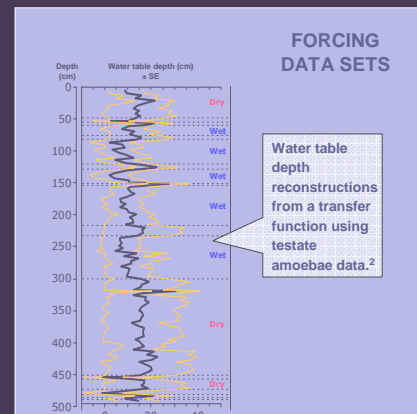 FORCING
DATA SETS
Depth
(cm)
Water table depth (cm)
± SE
0
50
100
150
200
250
300
350
400
450
500
Dry
Wet
Wet
Wet
Wet
Wet
Dry
Dry
Water table
depth
reconstructions
from a transfer
function using
testate
amoebae data.2